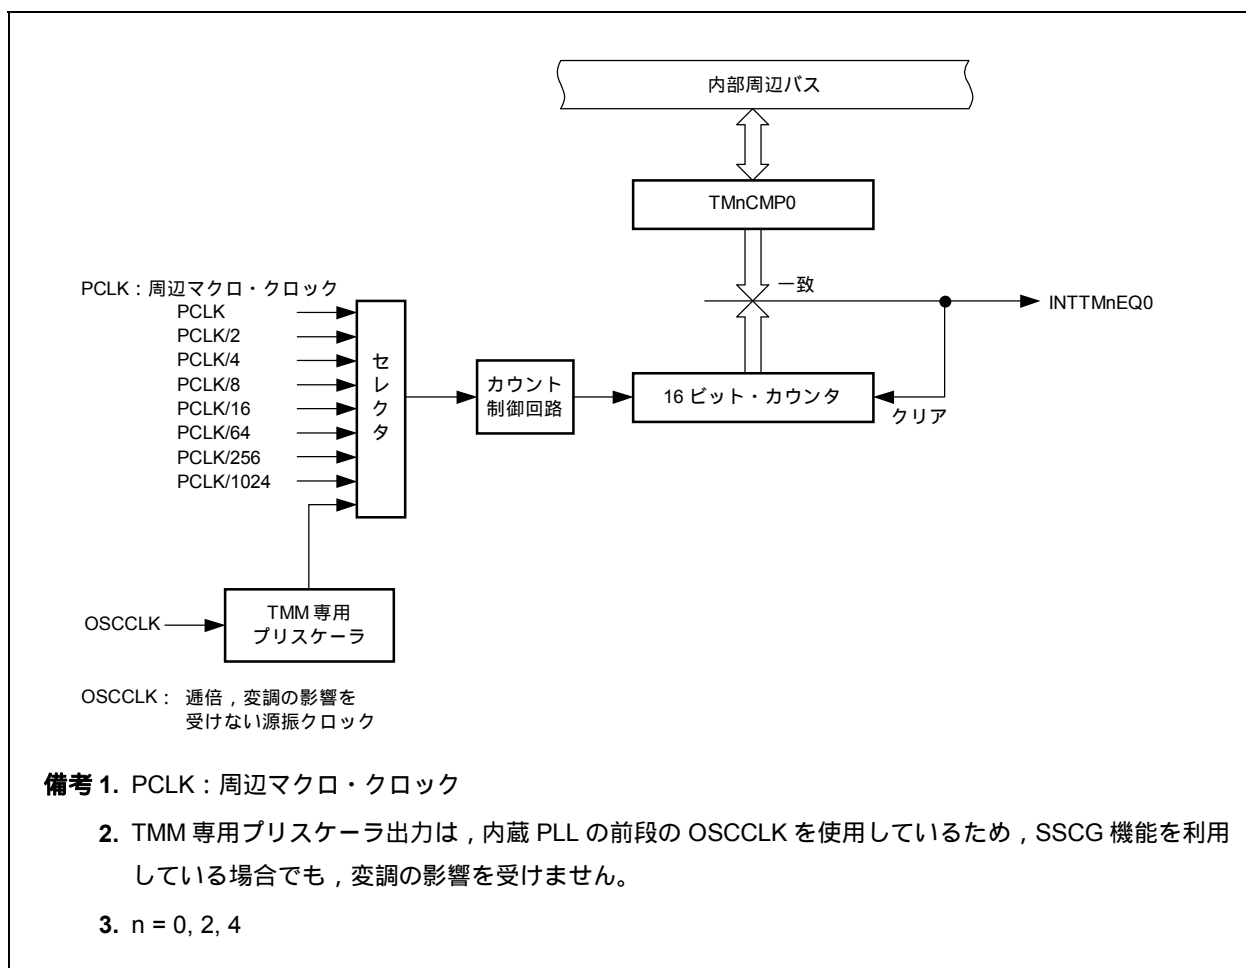 内部周辺バス
TMnCMP0
一致
INTTMnEQ0
PCLK：周辺マクロ・クロック
PCLK
PCLK/2
PCLK/4
PCLK/8
PCLK/16
PCLK/64
PCLK/256
PCLK/1024
セレクタ
カウント
制御回路
16 ビット・カウンタ
クリア
OSCCLK
TMM 専用
プリスケーラ
OSCCLK： 逓倍，変調の影響を
受けない源振クロック
備考 1. PCLK：周辺マクロ・クロック
2. TMM 専用プリスケーラ出力は，内蔵 PLL の前段の OSCCLK を使用しているため，SSCG 機能を利用
している場合でも，変調の影響を受けません。
3. n = 0, 2, 4